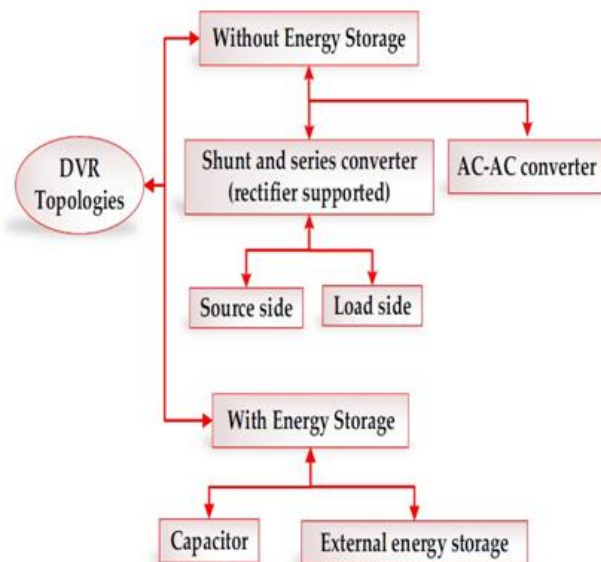 Without Energy Storage
DVR
Topologies
Shunt and series converter
(rectifier supported)
AC-AC converter
Source side
Load side
With Energy Storage
Capacitor
External energy storage